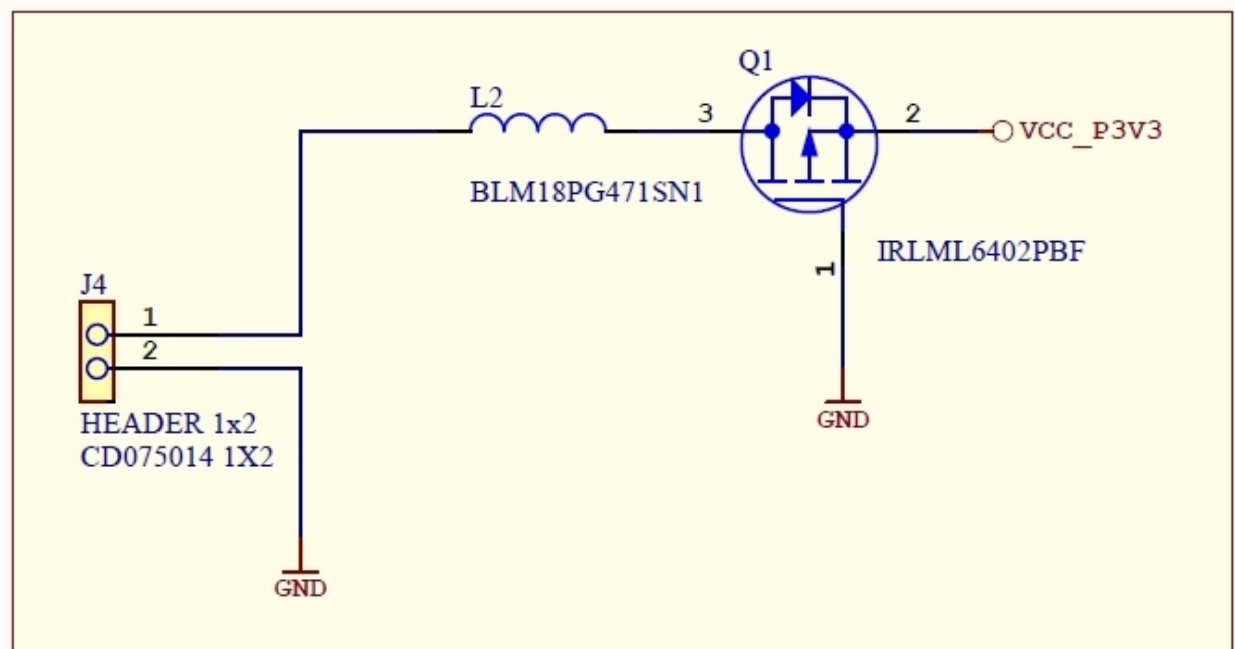 Q1
L2
3
2
VCC_P3V3
BLM18PG471SN1
IRLML6402PBF
1
J4
1
2
GND
HEADER 1x2
CD075014 1X2
GND